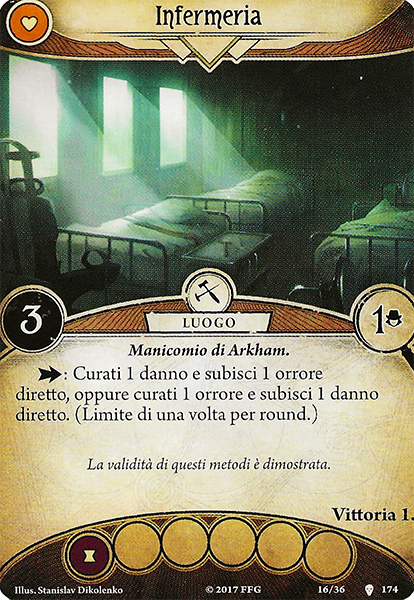 Infermeria
3
LUOGO
1
Manicomio di Arkham.
: Curati 1 danno e subisci 1 orrore
diretto, oppure curati 1 orrore e subisci 1 danno
diretto. (Limite di una volta per round.)
La validità di questi metodi è dimostrata.
Vittoria 1.
Illus. Stanislav Dikolenko © 2017 FFG 16/36 174